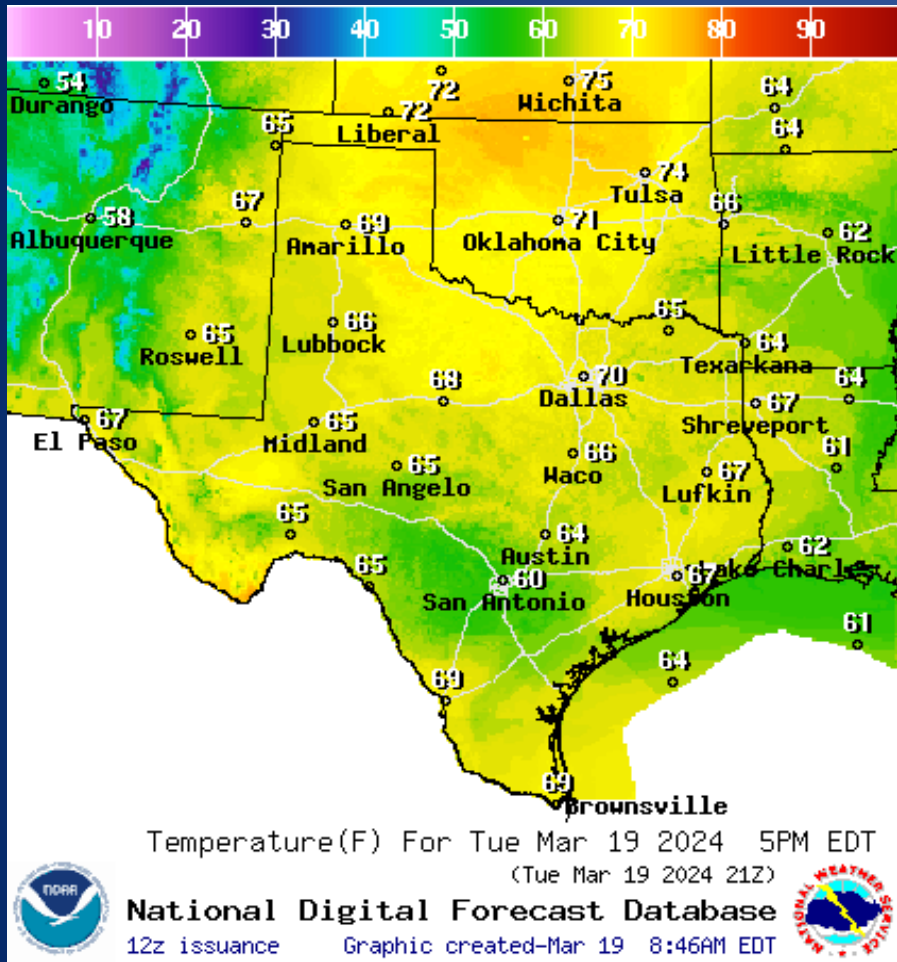 10 20 30 40 50 60 70 80 90
54
Durango
72
75
Wichita
72
Liberal
64
65
64
74
Tulsa
58
Albuquerque
67
69
Amarillo
71
Oklahoma City
66
62
Little Rock
65
Roswell
66
Lubbock
65
64
Texarkana
70
Dallas
68
67
Shreveport
64
67
El Paso
65
Midland
65
San Angelo
66
Waco
67
Lufkin
61
65
64
Austin
62
Lake Charles
65
60
San Antonio
67
Houston
61
64
69
69
Brownsville
Temperature(F) For Tue Mar 19 2024 5PM EDT
(Tue Mar 19 2024 21Z)
National Digital Forecast Database
12z issuance Graphic created-Mar 19 8:46AM EDT
NOAA
NATIONAL WEATHER SERVICE